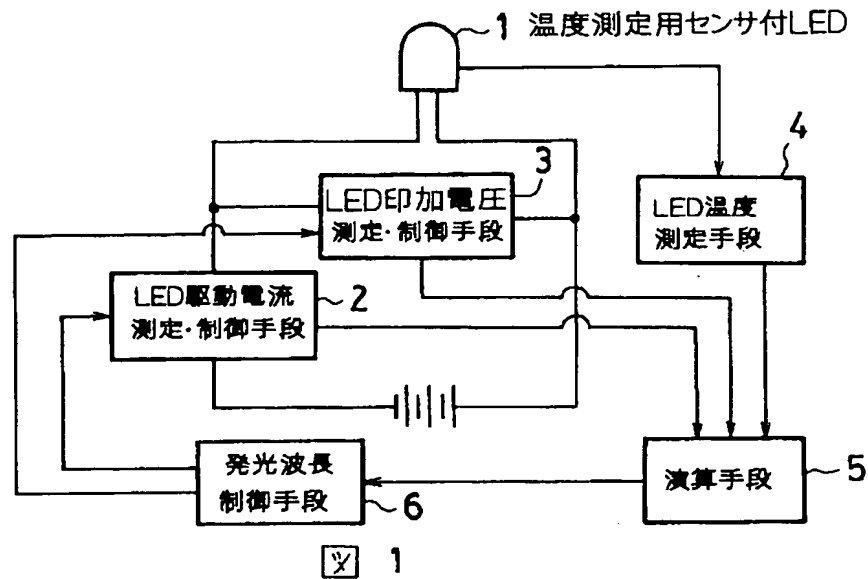 1 温度測定用センサ付LED
3
LED印加電圧
測定・制御手段
4
LED温度
測定手段
LED駆動電流
測定・制御手段
2
発光波長
制御手段
6
演算手段
5
図 1